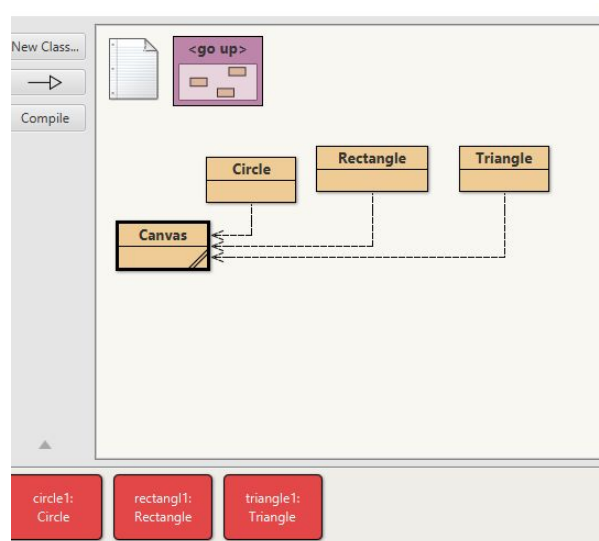 New Class...
Compile
<go up>
Circle
Rectangle
Triangle
Canvas
circle1:
Circle
rectangl1:
Rectangle
triangle1:
Triangle